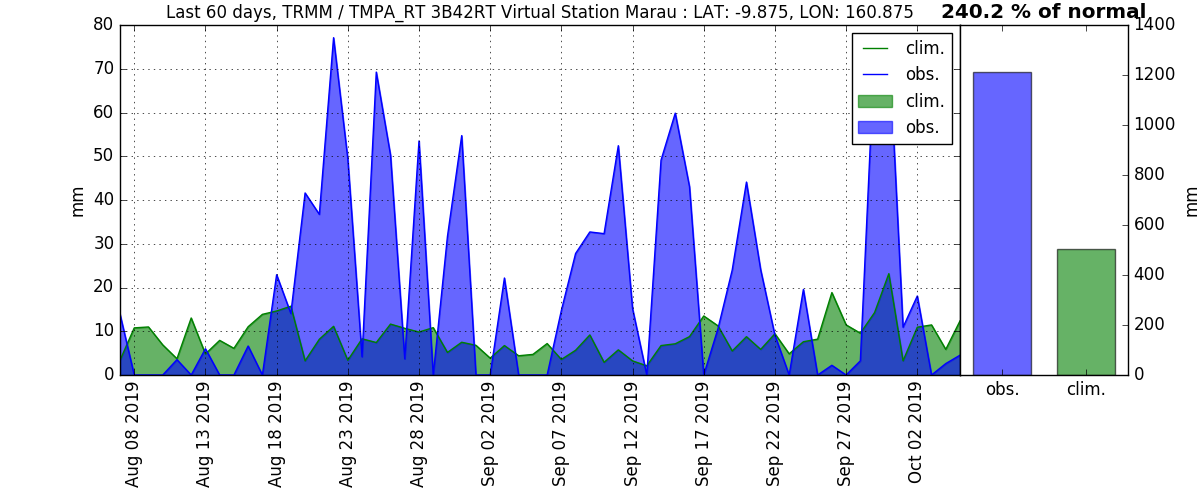 Last 60 days, TRMM / TMPA_RT 3B42RT Virtual Station Marau : LAT: -9.875, LON: 160.875
240.2 % of normal
80
70
60
50
40
30
20
10
0
mm
clim.
obs.
clim.
obs.
1400
1200
1000
800
600
400
200
0
mm
Aug 08 2019
Aug 13 2019
Aug 18 2019
Aug 23 2019
Aug 28 2019
Sep 02 2019
Sep 07 2019
Sep 12 2019
Sep 17 2019
Sep 22 2019
Sep 27 2019
Oct 02 2019
obs.
clim.